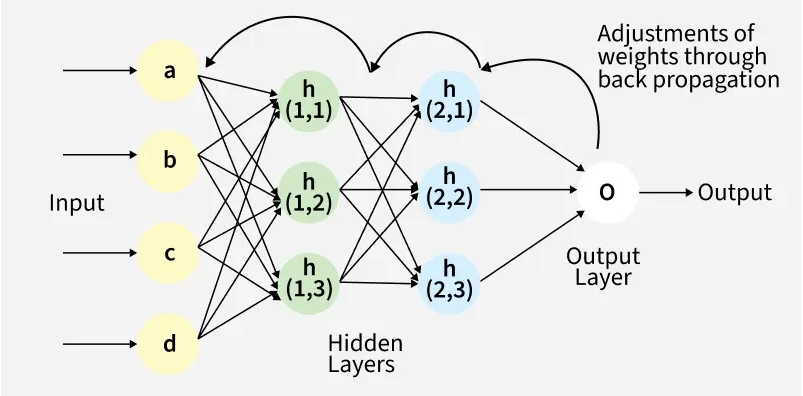 Adjustments of
weights through
back propagation
a
b
c
d
Input
h
(1,1)
h
(1,2)
h
(1,3)
Hidden
Layers
h
(2,1)
h
(2,2)
h
(2,3)
O
Output
Output
Layer